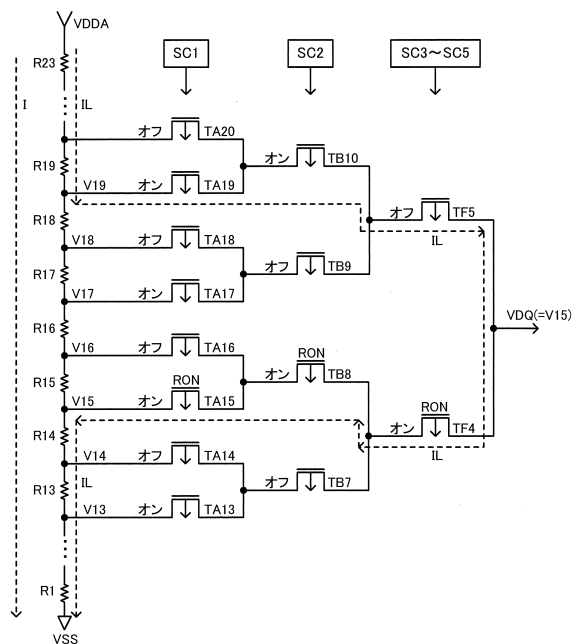 VDDA
SC1 SC2 SC3~SC5
R23
I IL
オフ TA20
オン TB10
R19
V19 オン TA19
R18 オフ TF5
IL
V18 オフ TA18
オフ TB9
R17
V17 オン TA17
R16 VDQ(=V15)
V16 オフ TA16
RON
R15 オン TB8
RON
V15 オン TA15
RON
R14 オン TF4
IL
V14 オフ TA14
IL
オフ TB7
R13
V13 オン TA13
R1
VSS